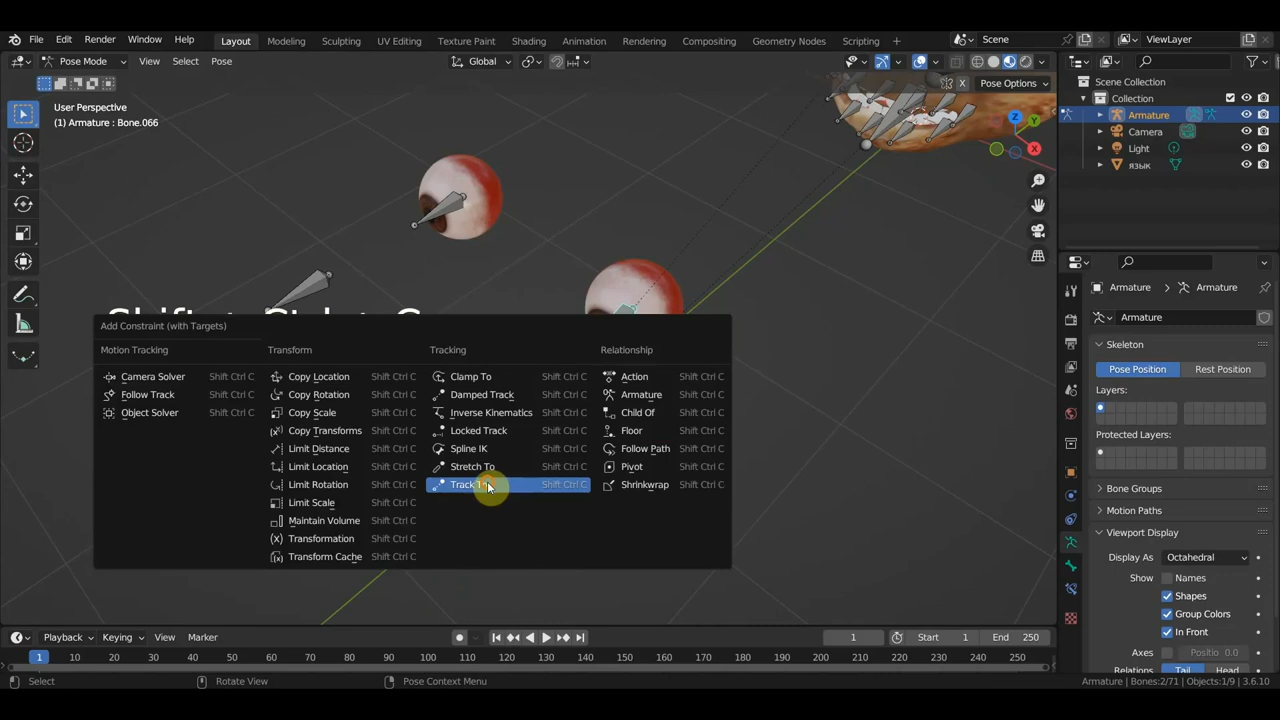 File Edit Render Window Help Layout Modeling Sculpting UV Editing Texture Paint Shading Animation Rendering Compositing Geometry Nodes Scripting Scene ViewLayer
Pose Mode View Select Pose Global
X Pose Options
User Perspective
(1) Armature : Bone.066
Scene Collection
Collection
Armature
Camera
Light
язык
Z
Y
X
Add Constraint (with Targets)
Motion Tracking Transform Tracking Relationship
Camera Solver Shift Ctrl C Copy Location Shift Ctrl C Clamp To Shift Ctrl C Action Shift Ctrl C
Follow Track Shift Ctrl C Copy Rotation Shift Ctrl C Damped Track Shift Ctrl C Armature Shift Ctrl C
Object Solver Shift Ctrl C Copy Scale Shift Ctrl C Inverse Kinematics Shift Ctrl C Child Of Shift Ctrl C
Copy Transforms Shift Ctrl C Locked Track Shift Ctrl C Floor Shift Ctrl C
Limit Distance Shift Ctrl C Spline IK Shift Ctrl C Follow Path Shift Ctrl C
Limit Location Shift Ctrl C Stretch To Shift Ctrl C Pivot Shift Ctrl C
Limit Rotation Shift Ctrl C Track Shift Ctrl C Shrinkwrap Shift Ctrl C
Limit Scale Shift Ctrl C
Maintain Volume Shift Ctrl C
Transformation Shift Ctrl C
Transform Cache Shift Ctrl C
Armature Armature
Armature
Skeleton
Pose Position Rest Position
Layers:
Protected Layers:
Bone Groups
Motion Paths
Viewport Display
Display As Octahedral
Show Names
Shapes
Group Colors
In Front
Axes Positio 0.0
Relations Tail Head
Playback Keying View Marker 1 Start 1 End 250
1 10 20 30 40 50 60 70 80 90 100 110 120 130 140 150 160 170 180 190 200 210 220 230 240 250
Select Rotate View Pose Context Menu Armature | Bones:2/71 | Objects:1/9 | 3.6.10